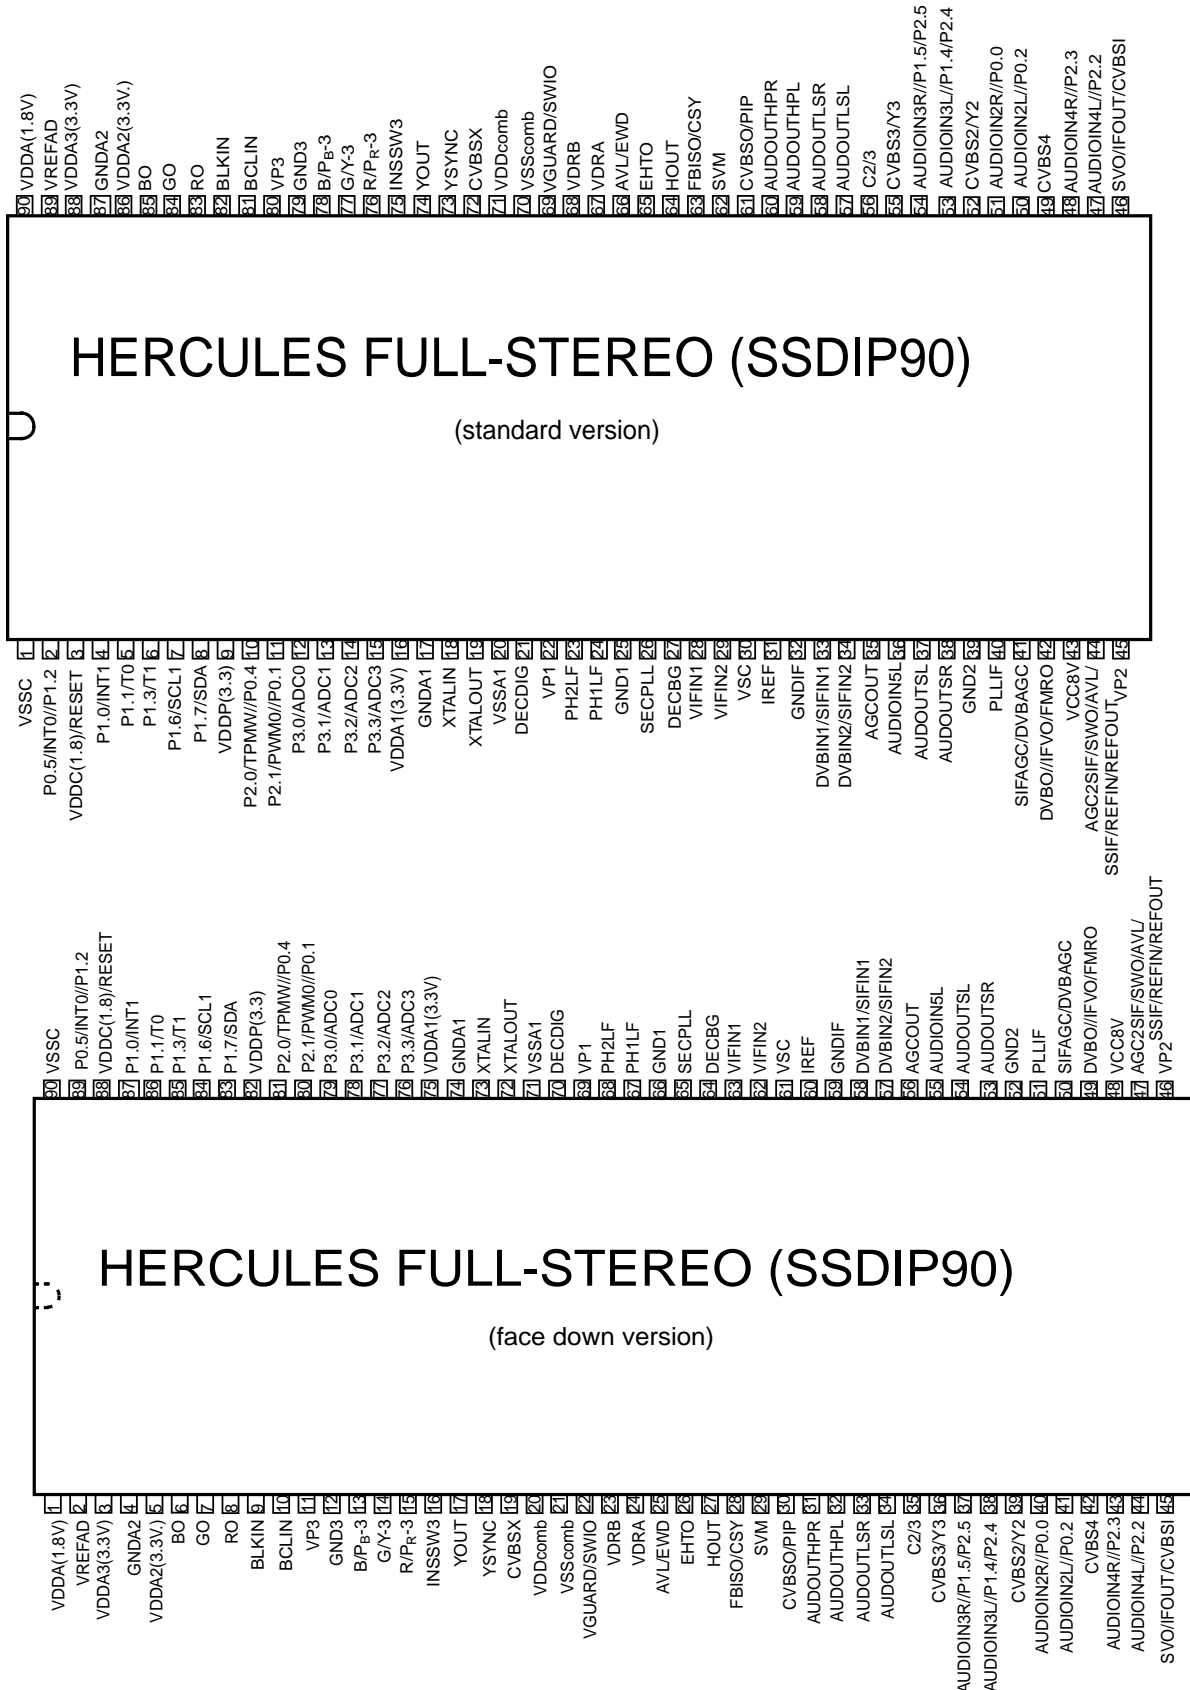 90 VDDA(1.8V)
89 VREFAD
88 VDDA3(3.3V)
87 GNDA2
86 VDDA2(3.3V.)
85 BO
84 GO
83 RO
82 BLKIN
81 BCLIN
80 VP3
79 GND3
78 B/PB-3
77 G/Y-3
76 R/PR-3
75 INSSW3
74 YOUT
73 YSYNC
72 CVBSX
71 VDDcomb
70 VSScomb
69 VGUARD/SWIO
68 VDRB
67 VDRA
66 AVL/EWD
65 EHTO
64 HOUT
63 FBISO/CSY
62 SVM
61 CVBSO/PIP
60 AUDOUTHPR
59 AUDOUTHPL
58 AUDOUTLSR
57 AUDOUTLSL
56 C2/3
55 CVBS3/Y3
54 AUDIOIN3R//P1.5/P2.5
53 AUDIOIN3L//P1.4/P2.4
52 CVBS2/Y2
51 AUDIOIN2R//P0.0
50 AUDIOIN2L//P0.2
49 CVBS4
48 AUDIOIN4R//P2.3
47 AUDIOIN4L//P2.2
46 SVO/IFOUT/CVBSI
HERCULES FULL-STEREO (SSDIP90)
(standard version)
1 VSSC
2 P0.5/INT0//P1.2
3 VDDC(1.8)/RESET
4 P1.0/INT1
5 P1.1/T0
6 P1.3/T1
7 P1.6/SCL1
8 P1.7/SDA
9 VDDP(3.3)
10 P2.0/TPMW//P0.4
11 P2.1/PWM0//P0.1
12 P3.0/ADC0
13 P3.1/ADC1
14 P3.2/ADC2
15 P3.3/ADC3
16 VDDA1(3.3V)
17 GNDA1
18 XTALIN
19 XTALOUT
20 VSSA1
21 DECDIG
22 VP1
23 PH2LF
24 PH1LF
25 GND1
26 SECPLL
27 DECBG
28 VIFIN1
29 VIFIN2
30 VSC
31 IREF
32 GNDIF
33 DVBIN1/SIFIN1
34 DVBIN2/SIFIN2
35 AGCOUT
36 AUDIOIN5L
37 AUDOUTSL
38 AUDOUTSR
39 GND2
40 PLLIF
41 SIFAGC/DVBAGC
42 DVBO//IFVO/FMRO
43 VCC8V
44 AGC2SIF/SWO/AVL/
SSIF/REFIN/REFOUT
45 VP2
90 VSSC
89 P0.5/INT0//P1.2
88 VDDC(1.8)/RESET
87 P1.0/INT1
86 P1.1/T0
85 P1.3/T1
84 P1.6/SCL1
83 P1.7/SDA
82 VDDP(3.3)
81 P2.0/TPMW//P0.4
80 P2.1/PWM0//P0.1
79 P3.0/ADC0
78 P3.1/ADC1
77 P3.2/ADC2
76 P3.3/ADC3
75 VDDA1(3.3V)
74 GNDA1
73 XTALIN
72 XTALOUT
71 VSSA1
70 DECDIG
69 VP1
68 PH2LF
67 PH1LF
66 GND1
65 SECPLL
64 DECBG
63 VIFIN1
62 VIFIN2
61 VSC
60 IREF
59 GNDIF
58 DVBIN1/SIFIN1
57 DVBIN2/SIFIN2
56 AGCOUT
55 AUDIOIN5L
54 AUDOUTSL
53 AUDOUTSR
52 GND2
51 PLLIF
50 SIFAGC/DVBAGC
49 DVBO//IFVO/FMRO
48 VCC8V
47 AGC2SIF/SWO/AVL/
SSIF/REFIN/REFOUT
46 VP2
HERCULES FULL-STEREO (SSDIP90)
(face down version)
1 VDDA(1.8V)
2 VREFAD
3 VDDA3(3.3V)
4 GNDA2
5 VDDA2(3.3V.)
6 BO
7 GO
8 RO
9 BLKIN
10 BCLIN
11 VP3
12 GND3
13 B/PB-3
14 G/Y-3
15 R/PR-3
16 INSSW3
17 YOUT
18 YSYNC
19 CVBSX
20 VDDcomb
21 VSScomb
22 VGUARD/SWIO
23 VDRB
24 VDRA
25 AVL/EWD
26 EHTO
27 HOUT
28 FBISO/CSY
29 SVM
30 CVBSO/PIP
31 AUDOUTHPR
32 AUDOUTHPL
33 AUDOUTLSR
34 AUDOUTLSL
35 C2/3
36 CVBS3/Y3
37 AUDIOIN3R//P1.5/P2.5
38 AUDIOIN3L//P1.4/P2.4
39 CVBS2/Y2
40 AUDIOIN2R//P0.0
41 AUDIOIN2L//P0.2
42 CVBS4
43 AUDIOIN4R//P2.3
44 AUDIOIN4L//P2.2
45 SVO/IFOUT/CVBSI